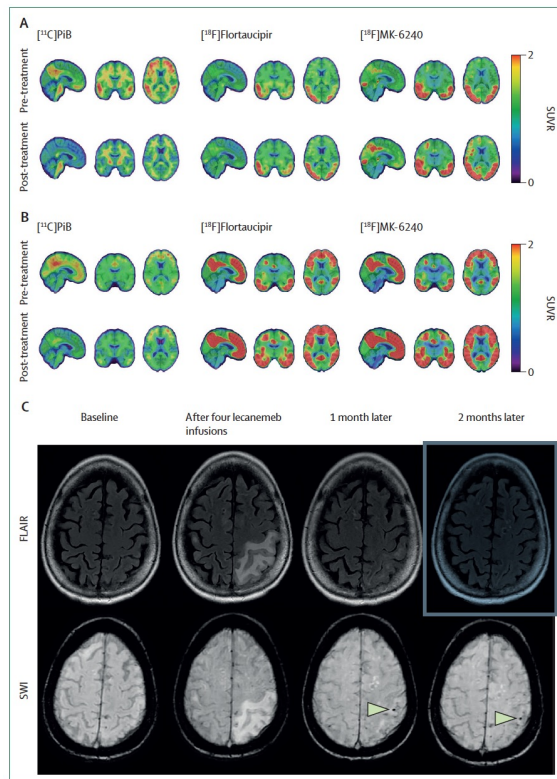 A
[¹¹C]PiB
[¹⁸F]Flortaucipir
[¹⁸F]MK-6240
Pre-treatment
Post-treatment
2
0
SUVR
B
[¹¹C]PiB
[¹⁸F]Flortaucipir
[¹⁸F]MK-6240
Pre-treatment
Post-treatment
2
0
SUVR
C
Baseline
After four lecanemeb
infusions
1 month later
2 months later
FLAIR
SWI